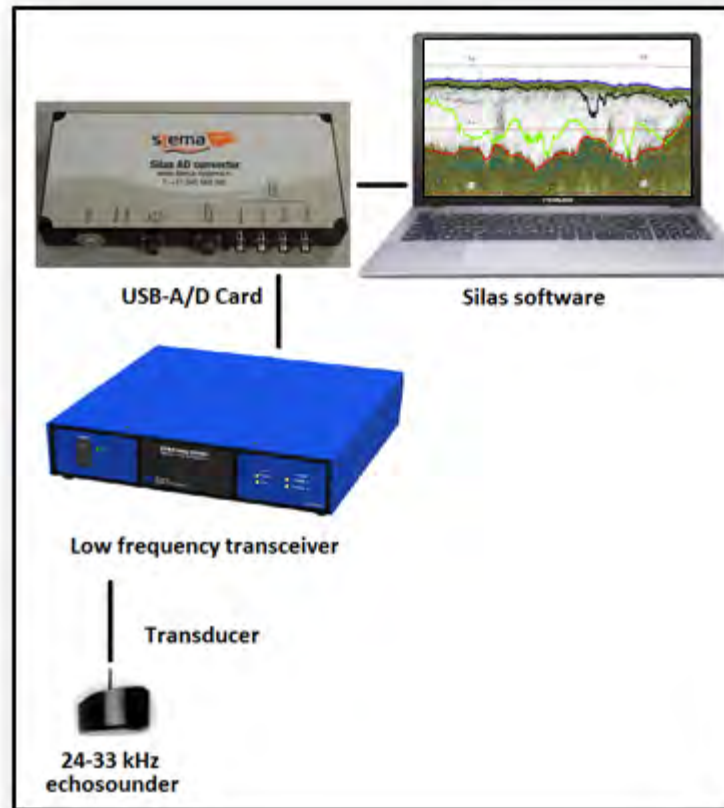 stema
Silas AD converter
USB-A/D Card
Silas software
Low frequency transceiver
Transducer
24-33 kHz
echosounder